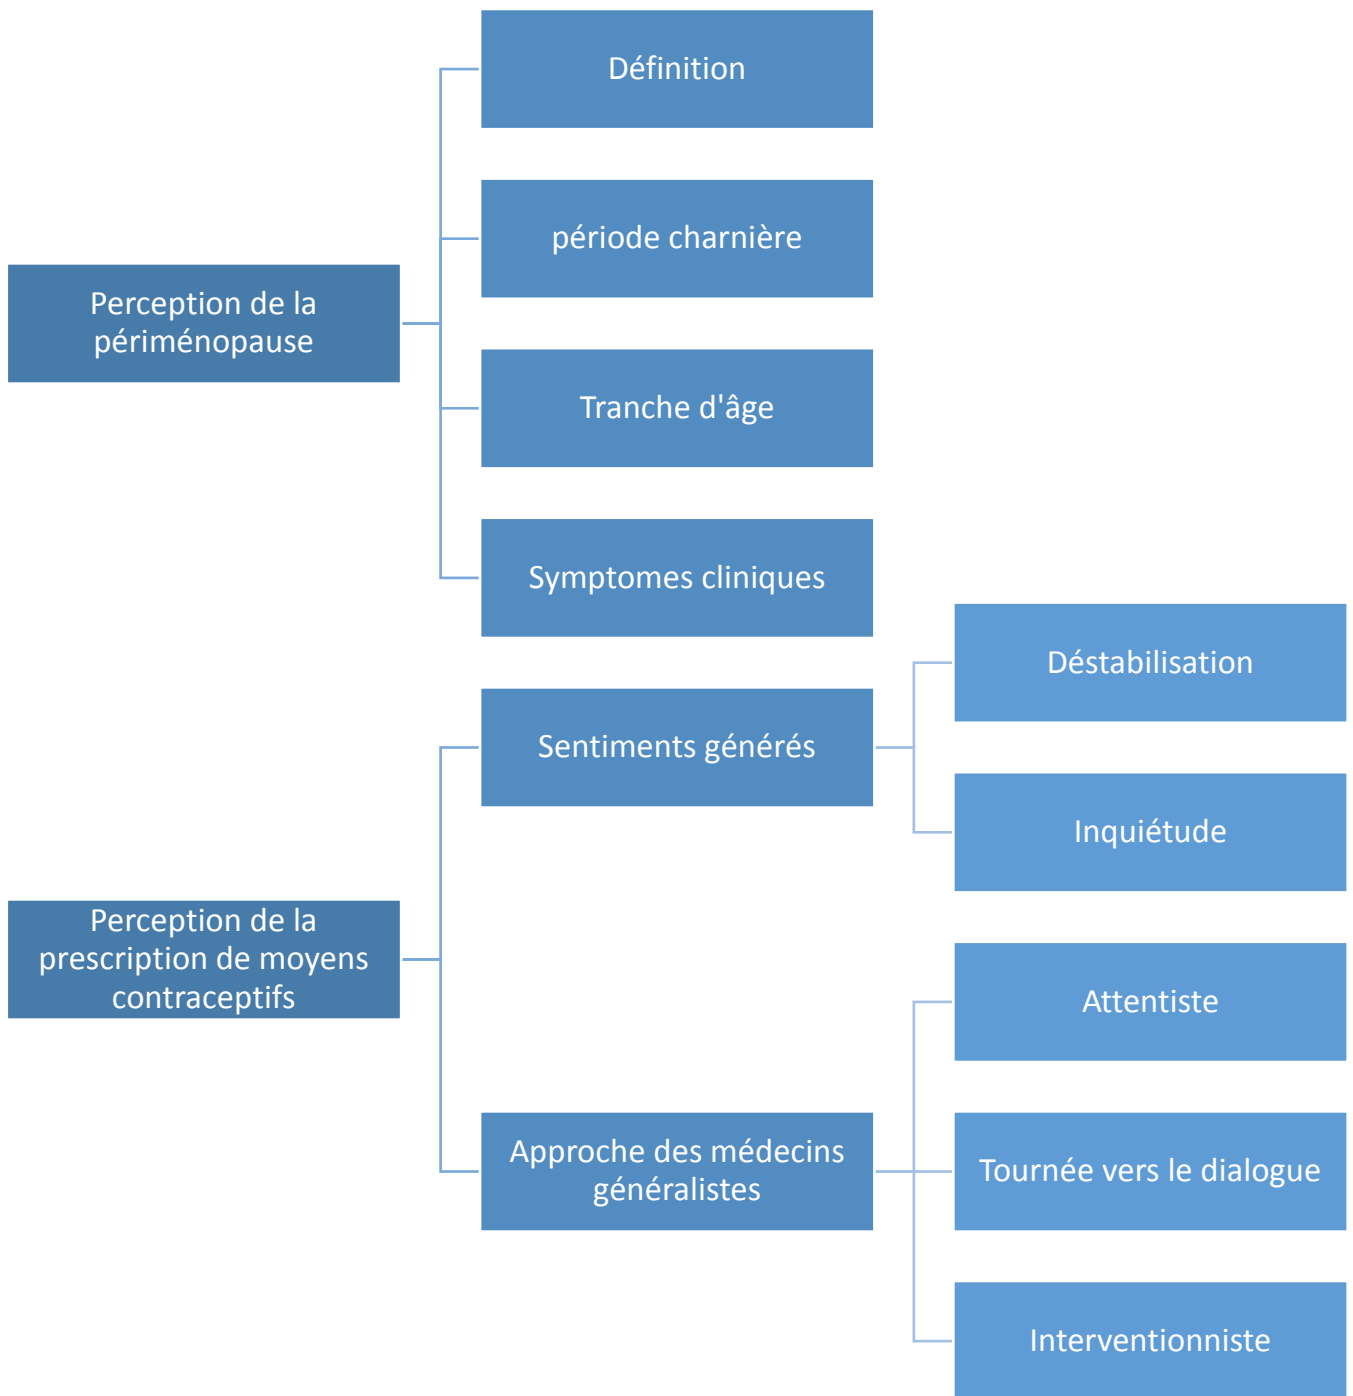 Définition
période charnière
Perception de la
périménopause
Tranche d'âge
Symptomes cliniques
Déstabilisation
Sentiments générés
Inquiétude
Perception de la
prescription de moyens
contraceptifs
Attentiste
Approche des médecins
généralistes
Tournée vers le dialogue
Interventionniste